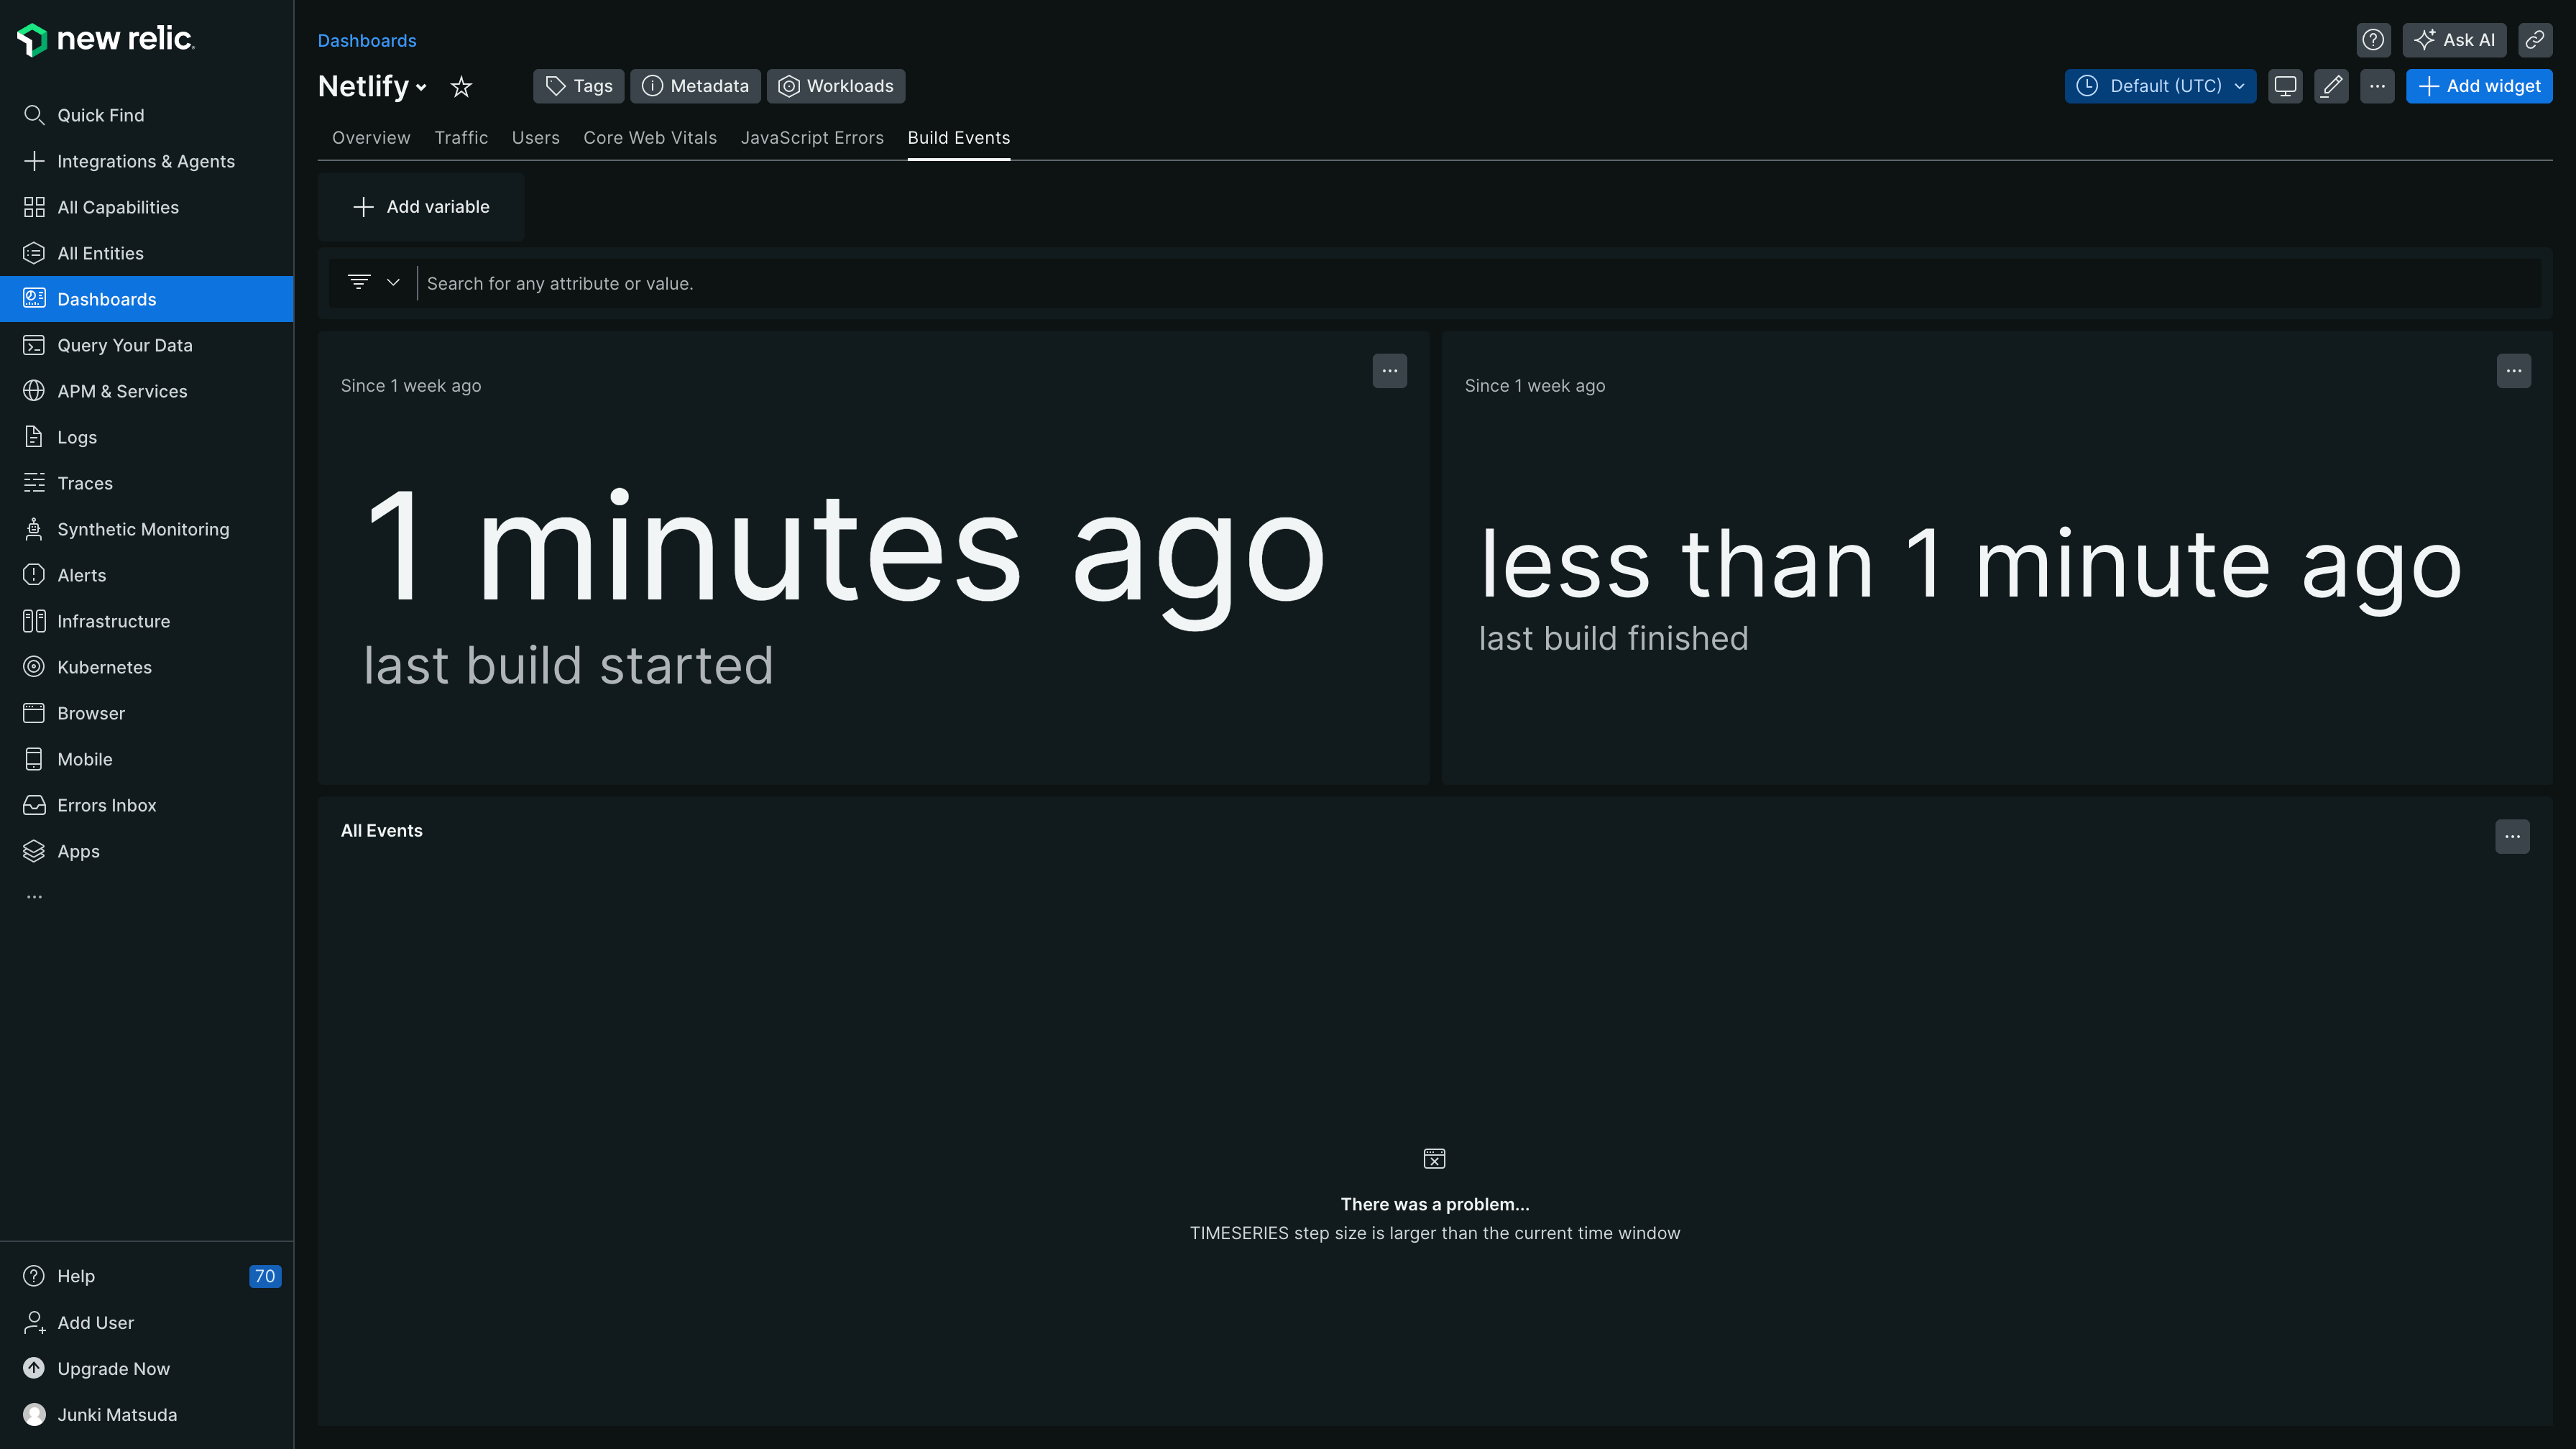 new relic.
Quick Find
Integrations & Agents
All Capabilities
All Entities
Dashboards
Query Your Data
APM & Services
Logs
Traces
Synthetic Monitoring
Alerts
Infrastructure
Kubernetes
Browser
Mobile
Errors Inbox
Apps
...
Help 70
Add User
Upgrade Now
Junki Matsuda
Dashboards
Ask AI
Netlify
Tags
Metadata
Workloads
Default (UTC)
...
Add widget
Overview Traffic Users Core Web Vitals JavaScript Errors Build Events
Add variable
Search for any attribute or value.
Since 1 week ago
...
1 minutes ago
last build started
Since 1 week ago
...
less than 1 minute ago
last build finished
All Events
...
There was a problem...
TIMESERIES step size is larger than the current time window